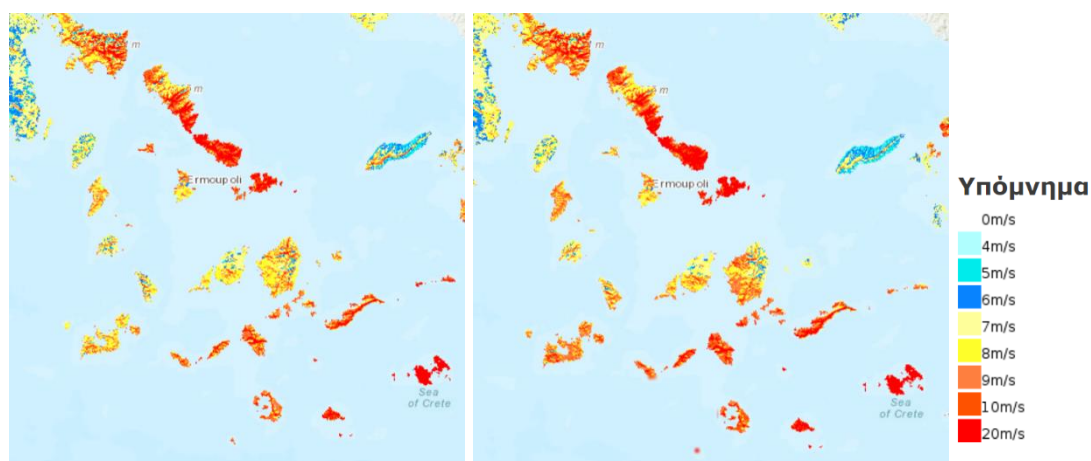 m
m
Ermoupoli
Sea
of Crete
m
m
Ermoupoli
Sea
of Crete
Υπόμνημα
0m/s
4m/s
5m/s
6m/s
7m/s
8m/s
9m/s
10m/s
20m/s